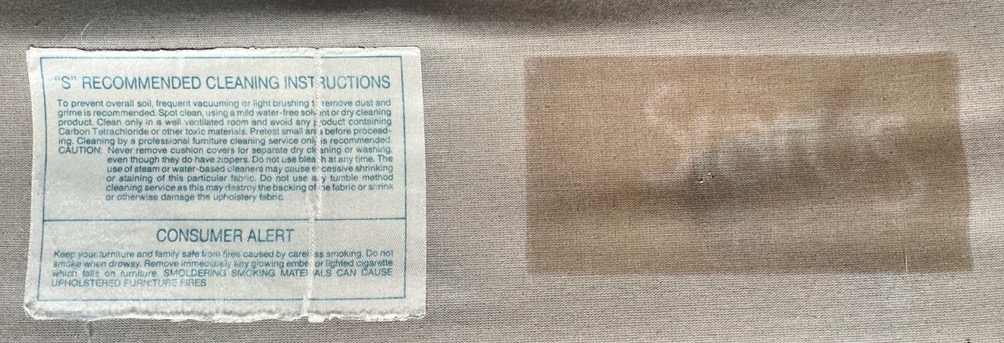 "S" RECOMMENDED CLEANING INSTRUCTIONS
To prevent overall soil, frequent vacuuming or light brushing to remove dust and
grime is recommended. Spot clean, using a mild water-free solvent or dry cleaning
product. Clean only in a well ventilated room and avoid any product containing
Carbon Tetrachloride or other toxic materials. Pretest small area before proceed-
ing. Cleaning by a professional furniture cleaning service only is recommended.
CAUTION: Never remove cushion covers for separate dry cleaning or washing,
even though they do have zippers. Do not use bleach at any time. The
use of steam or water-based cleaners may cause excessive shrinking
or staining of this particular fabric. Do not use any tumble method
cleaning service as this may destroy the backing of the fabric or shrink
or otherwise damage the upholstery fabric.
CONSUMER ALERT
Keep your furniture and family safe from fires caused by careless smoking. Do not
smoke when drowsy. Remove immediately any glowing ember or lighted cigarette
which falls on furniture. SMOLDERING SMOKING MATERIALS CAN CAUSE
UPHOLSTERED FURNITURE FIRES